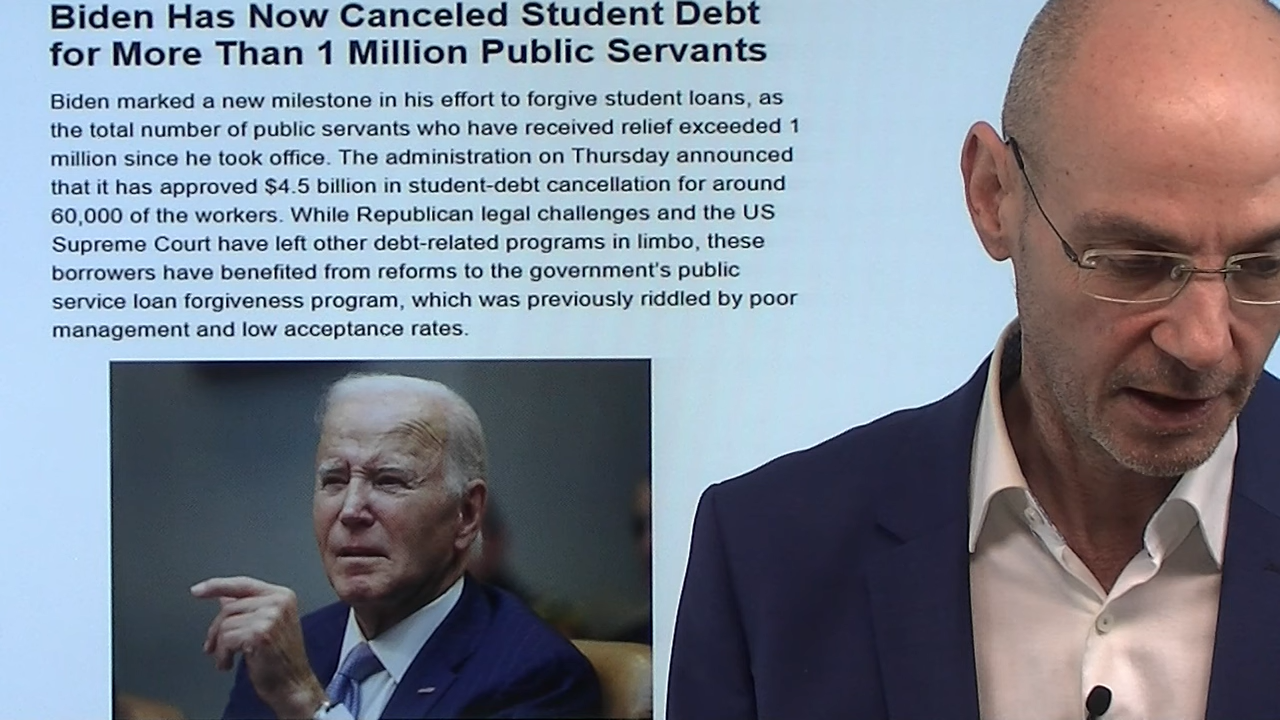 Biden Has Now Canceled Student Debt
for More Than 1 Million Public Servants
Biden marked a new milestone in his effort to forgive student loans, as
the total number of public servants who have received relief exceeded 1
million since he took office. The administration on Thursday announced
that it has approved $4.5 billion in student-debt cancellation for around
60,000 of the workers. While Republican legal challenges and the US
Supreme Court have left other debt-related programs in limbo, these
borrowers have benefited from reforms to the government's public
service loan forgiveness program, which was previously riddled by poor
management and low acceptance rates.